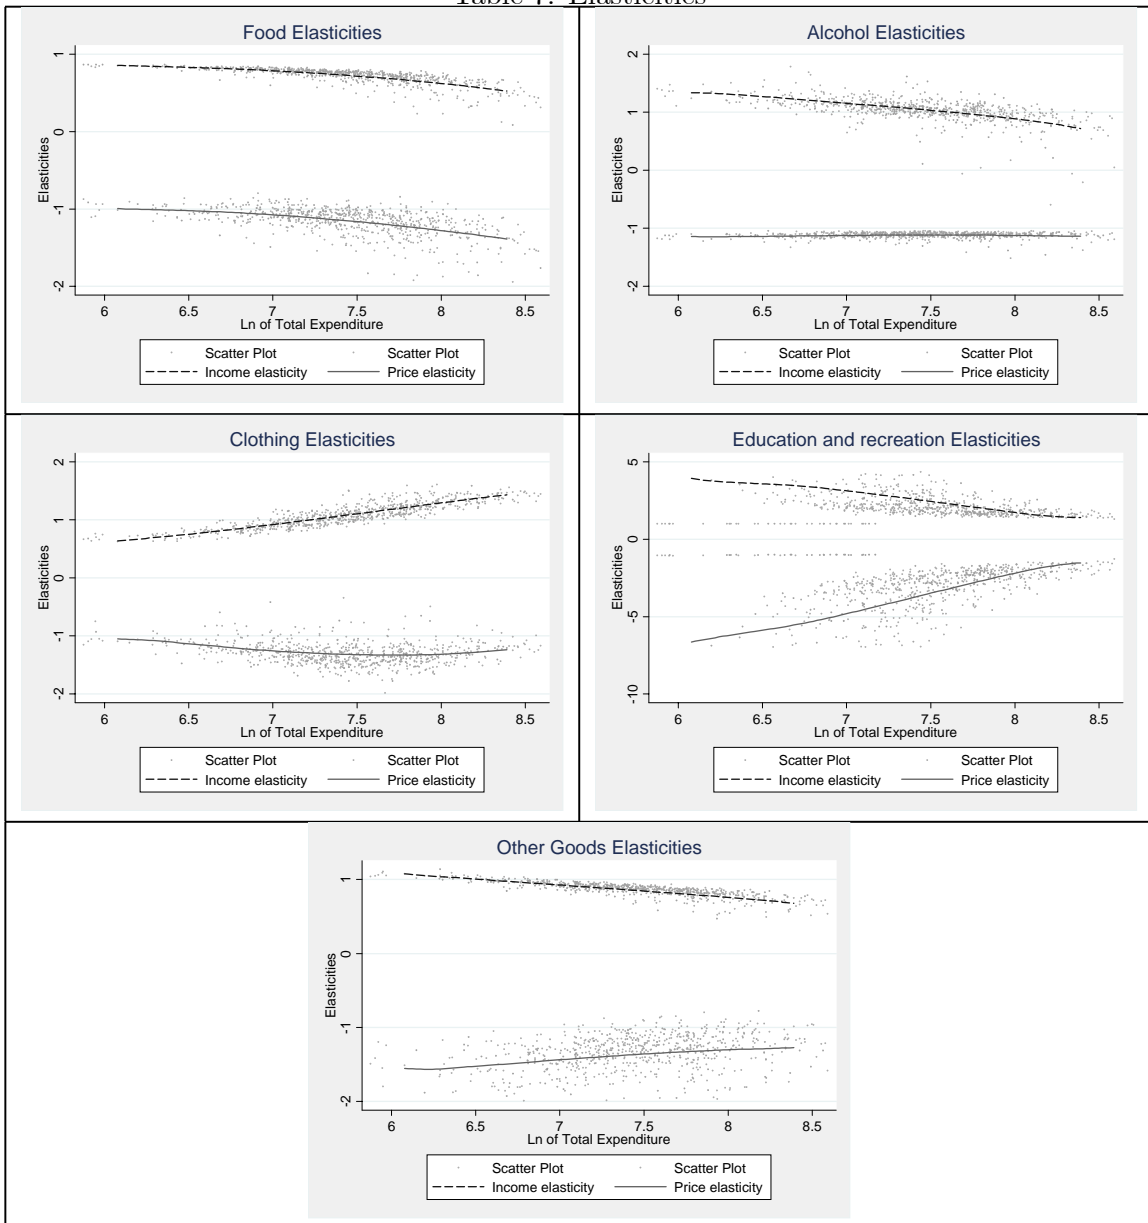 Table 7: Elasticities
Food Elasticities
Elasticities
1
0
-1
-2
6 6.5 7 7.5 8 8.5
Ln of Total Expenditure
Scatter Plot Scatter Plot
Income elasticity Price elasticity
Alcohol Elasticities
Elasticities
2
1
0
-1
-2
6 6.5 7 7.5 8 8.5
Ln of Total Expenditure
Scatter Plot Scatter Plot
Income elasticity Price elasticity
Clothing Elasticities
Elasticities
2
1
0
-1
-2
6 6.5 7 7.5 8 8.5
Ln of Total Expenditure
Scatter Plot Scatter Plot
Income elasticity Price elasticity
Education and recreation Elasticities
Elasticities
5
0
-5
-10
6 6.5 7 7.5 8 8.5
Ln of Total Expenditure
Scatter Plot Scatter Plot
Income elasticity Price elasticity
Other Goods Elasticities
Elasticities
1
0
-1
-2
6 6.5 7 7.5 8 8.5
Ln of Total Expenditure
Scatter Plot Scatter Plot
Income elasticity Price elasticity